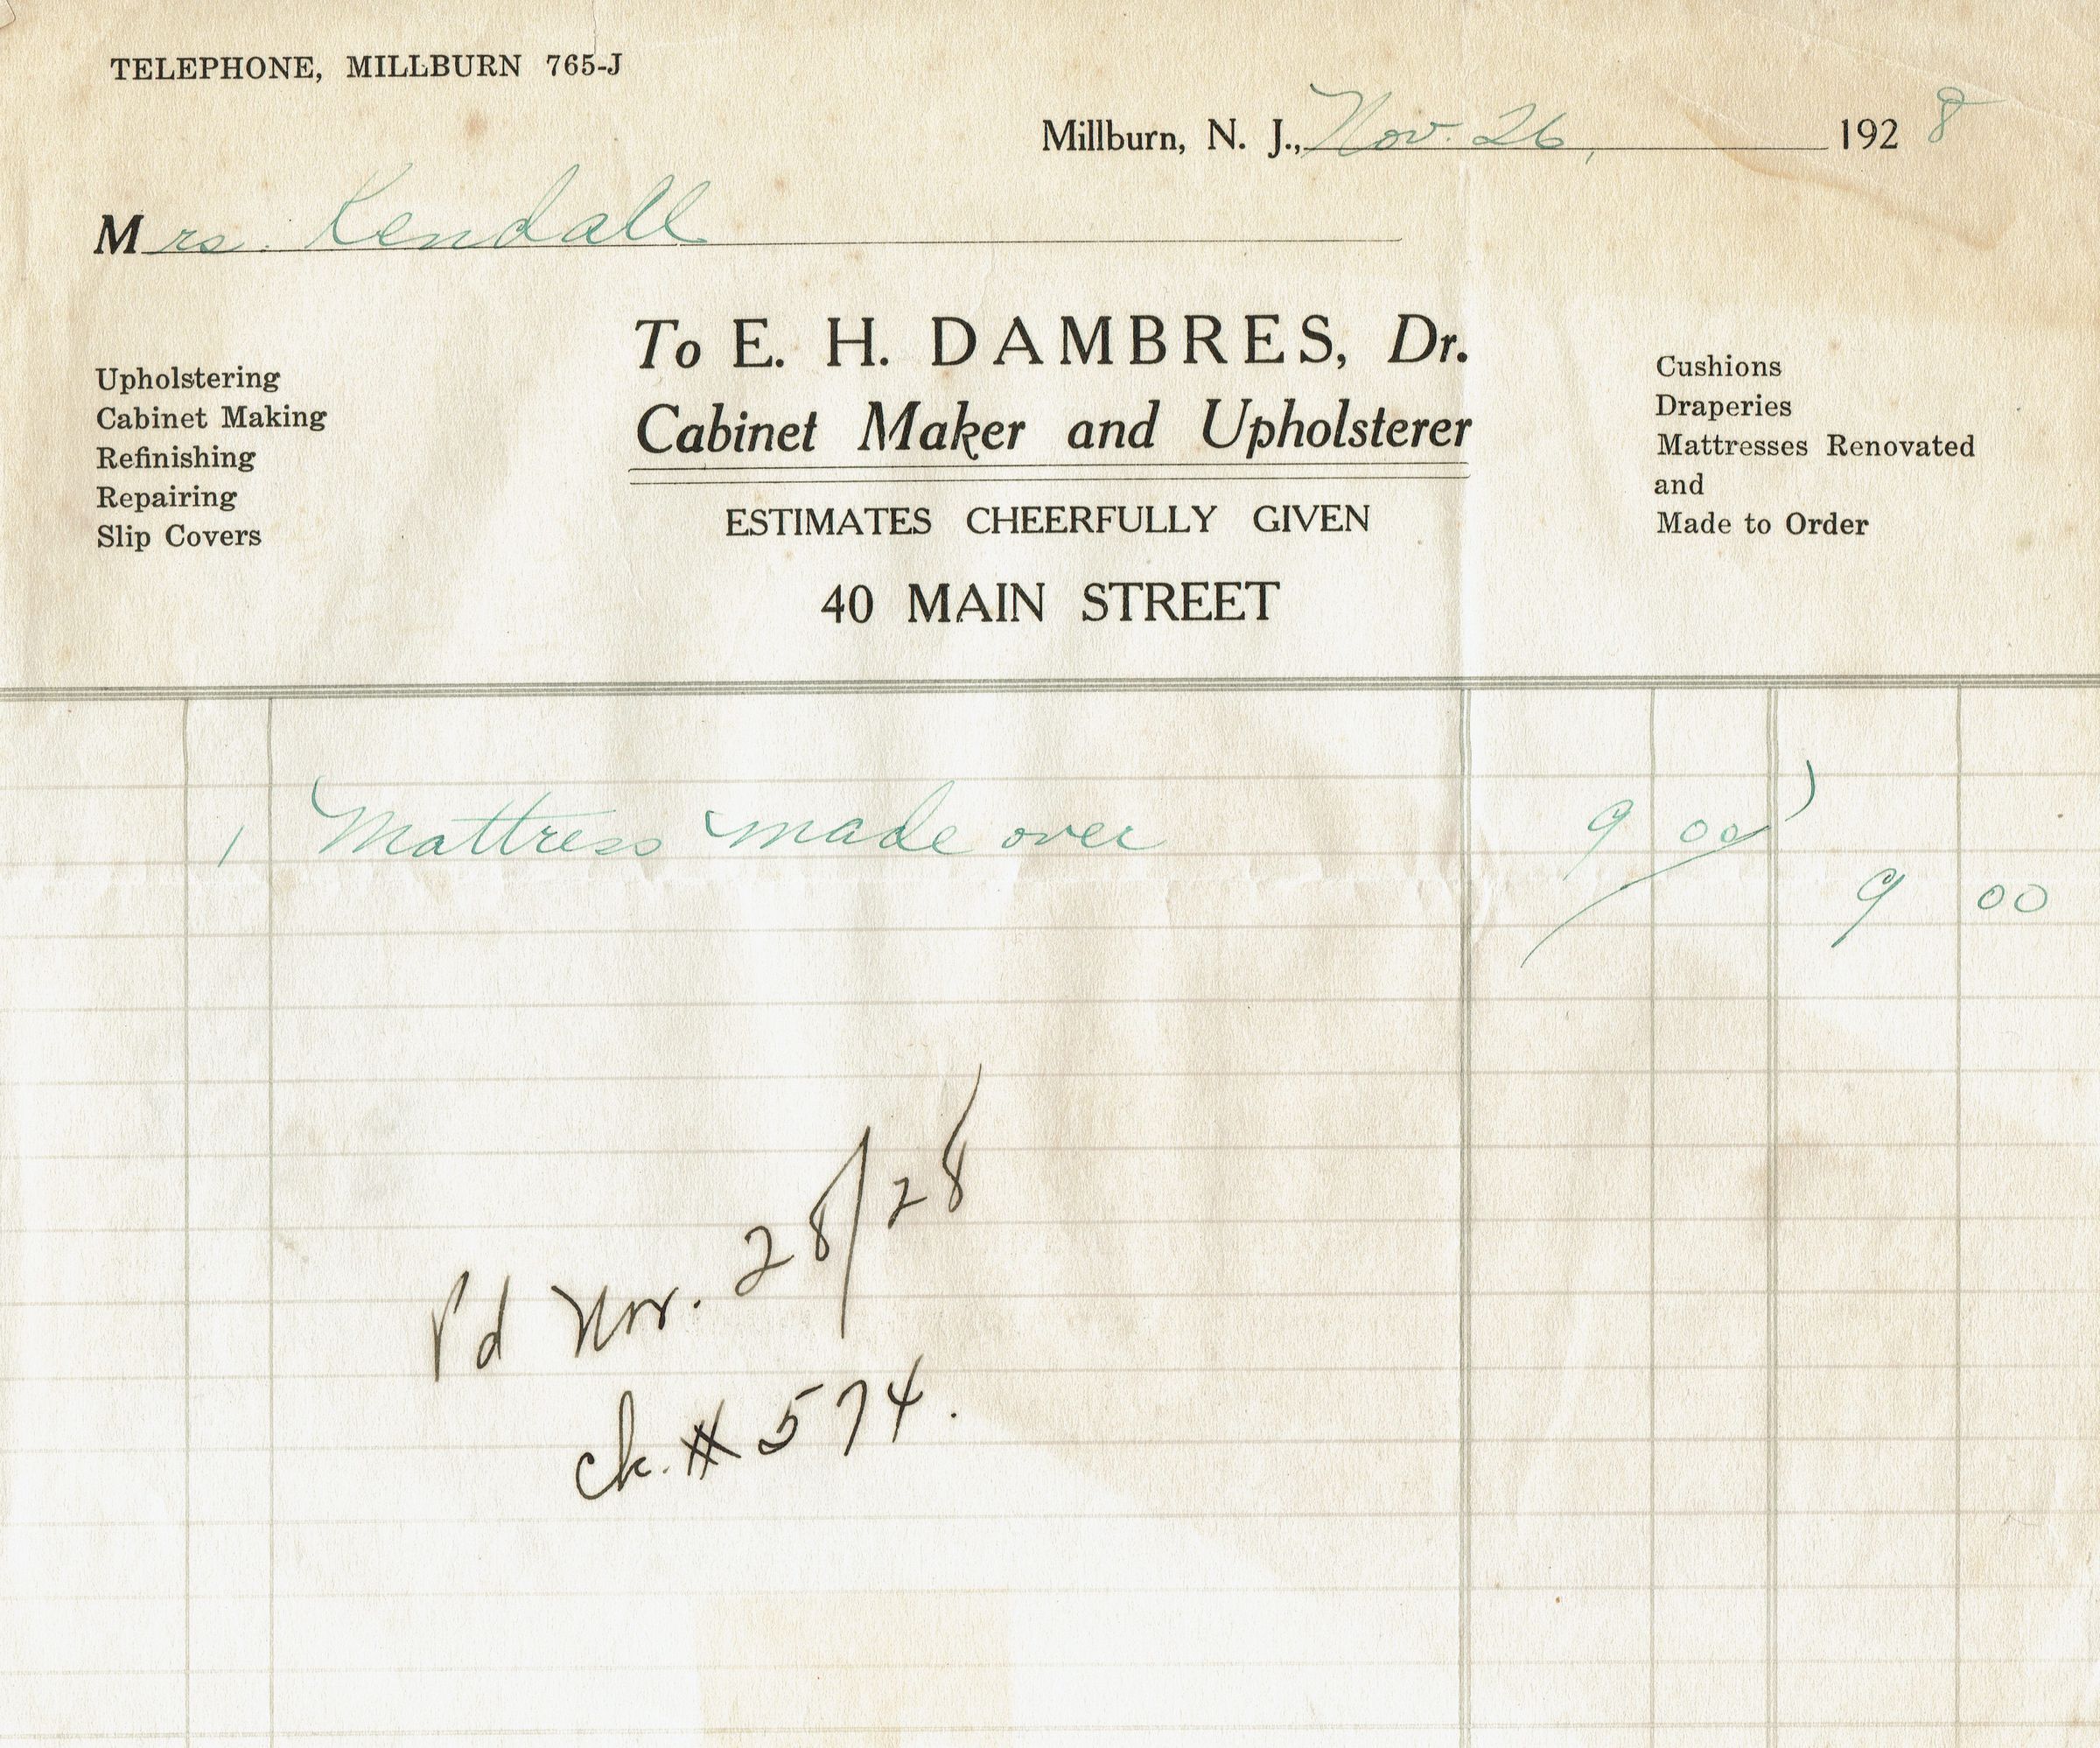 TELEPHONE, MILLBURN 765-J
Millburn, N. J., Nov. 26, 1928
Mrs. Kendall
To E. H. DAMBRES, Dr.
Cabinet Maker and Upholsterer
ESTIMATES CHEERFULLY GIVEN
40 MAIN STREET
Upholstering
Cabinet Making
Refinishing
Repairing
Slip Covers
Cushions
Draperies
Mattresses Renovated
and
Made to Order
1 Mattress made over 9 00
9 00
P'd Nov. 28/28
ck. # 574.